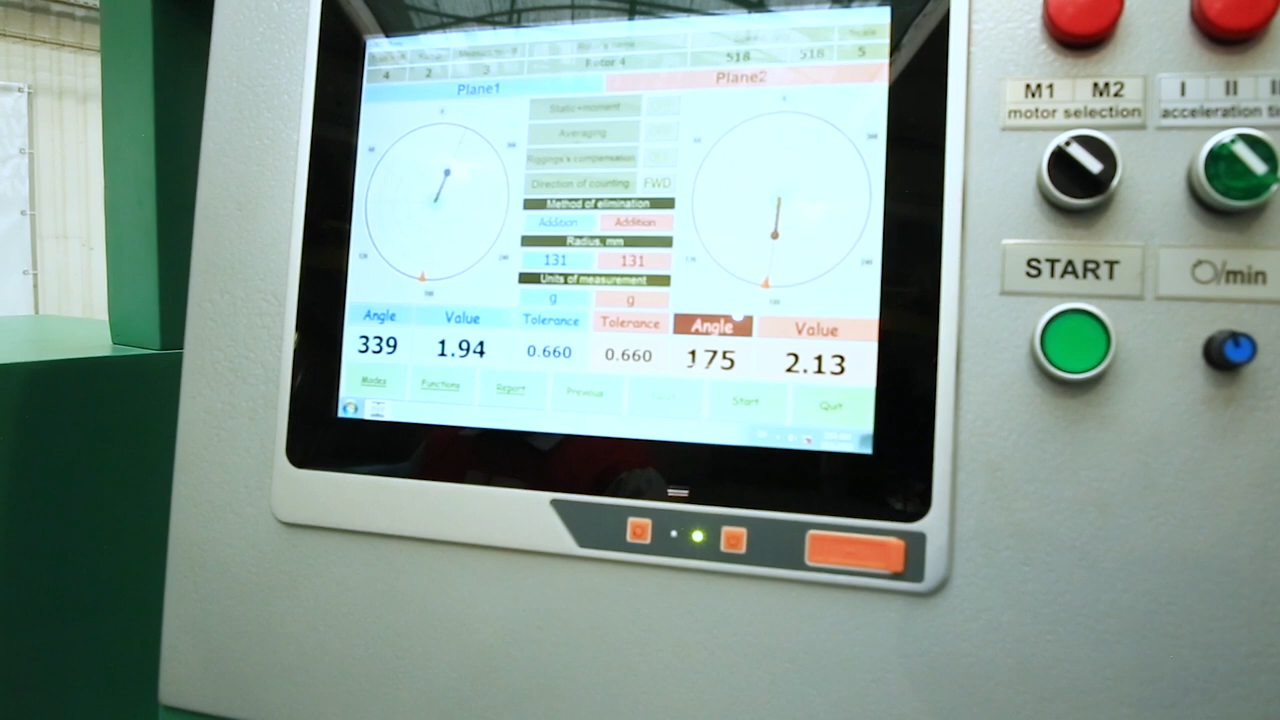 Rotor 4
518 518 5
4 2 3
Plane1 Plane2
Static+moment
Averaging
Riggings's compensation
Direction of counting FWD
Method of elimination
Addition Addition
Radius, mm
131 131
Units of measurement
g g
Angle Value Tolerance Tolerance Angle Value
339 1.94 0.660 0.660 175 2.13
Modes Functions Report Previous Start Quit
M1 M2
motor selection
I II
acceleration
START
/min